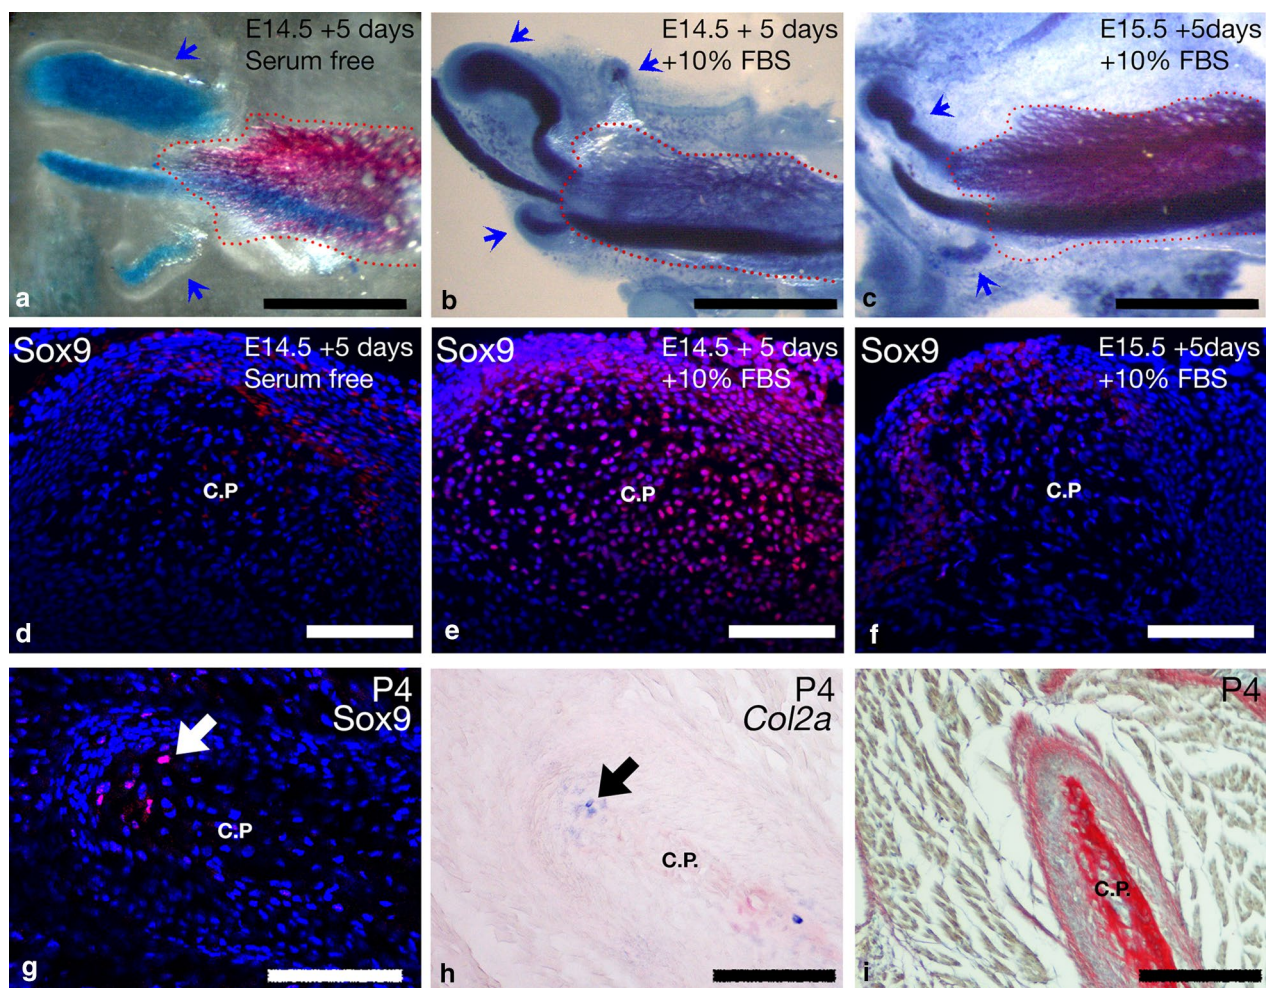 E14.5 +5 days
Serum free
a
E14.5 + 5 days
+10% FBS
b
E15.5 +5days
+10% FBS
c
Sox9
E14.5 +5 days
Serum free
C.P
d
Sox9
E14.5 + 5 days
+10% FBS
C.P
e
Sox9
E15.5 +5days
+10% FBS
C.P
f
P4
Sox9
C.P
g
P4
Col2a
C.P.
h
P4
C.P.
i